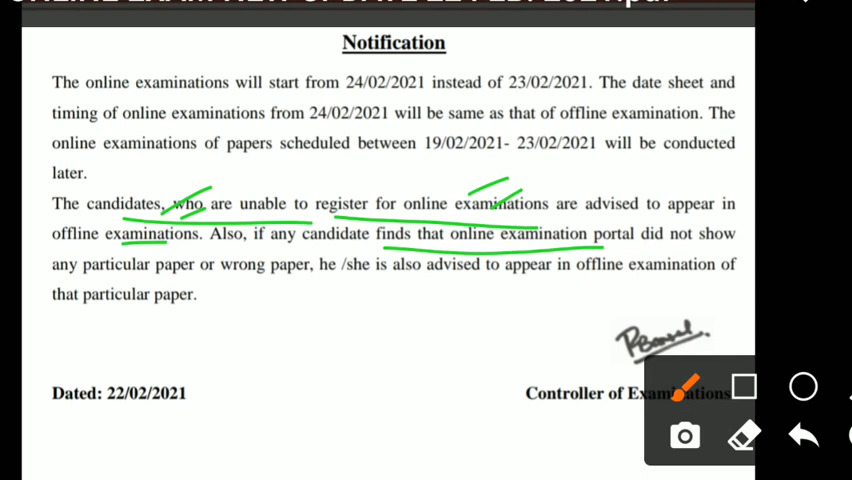 Notification
The online examinations will start from 24/02/2021 instead of 23/02/2021. The date sheet and
timing of online examinations from 24/02/2021 will be same as that of offline examination. The
online examinations of papers scheduled between 19/02/2021- 23/02/2021 will be conducted
later.
The candidates, who are unable to register for online examinations are advised to appear in
offline examinations. Also, if any candidate finds that online examination portal did not show
any particular paper or wrong paper, he /she is also advised to appear in offline examination of
that particular paper.
Dated: 22/02/2021
Controller of Examinations